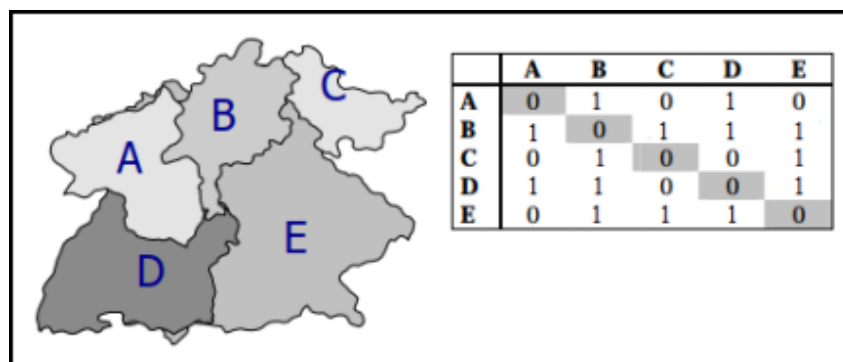 A B C D E
A B C D E
A 0 1 0 1 0
B 1 0 1 1 1
C 0 1 0 0 1
D 1 1 0 0 1
E 0 1 1 1 0